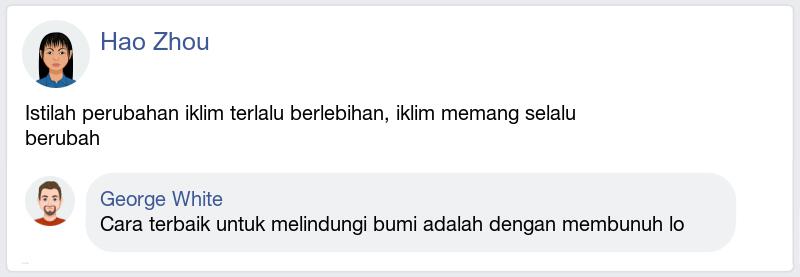 Hao Zhou
Istilah perubahan iklim terlalu berlebihan, iklim memang selalu
berubah
George White
Cara terbaik untuk melindungi bumi adalah dengan membunuh lo